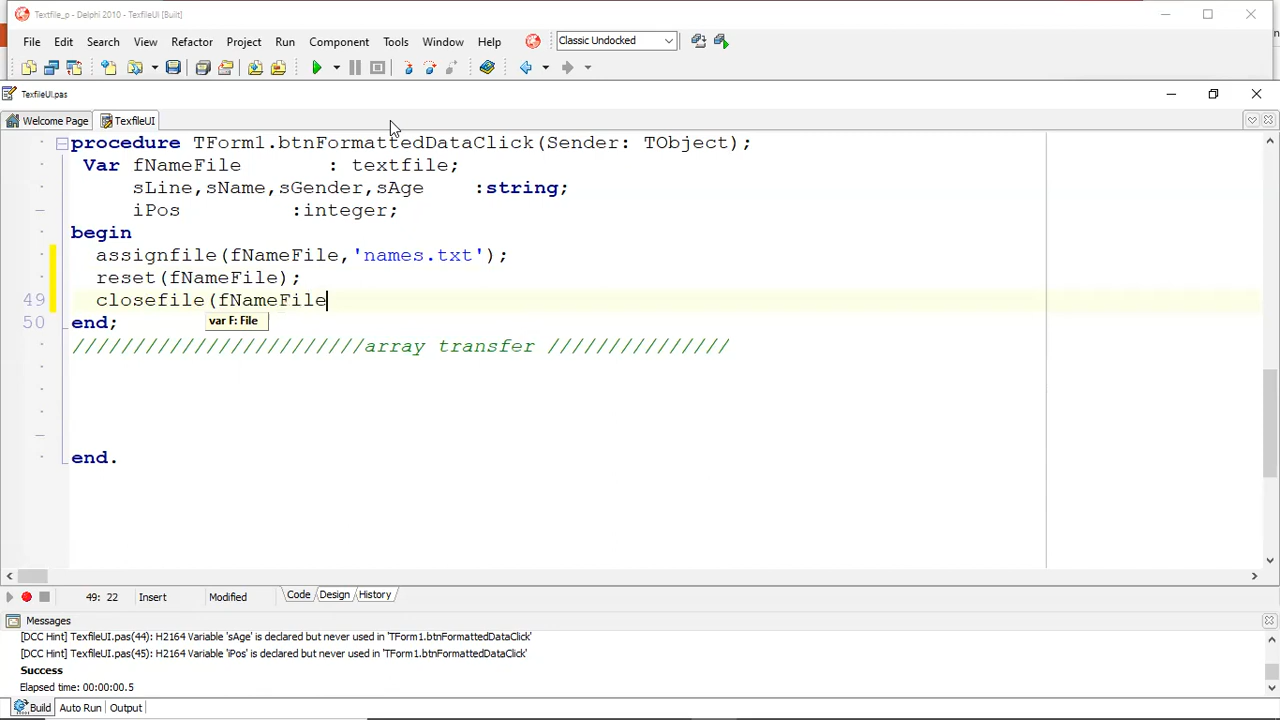 Textfile_p - Delphi 2010 - TexfileUI [Built]
File Edit Search View Refactor Project Run Component Tools Window Help Classic Undocked
TexfileUI.pas
Welcome Page TexfileUI
procedure TForm1.btnFormattedDataClick(Sender: TObject);
Var fNameFile : textfile;
sLine,sName,sGender,sAge :string;
iPos :integer;
begin
assignfile(fNameFile,'names.txt');
reset(fNameFile);
49 closefile(fNameFile
var F: File
50 end;
////////////////////////array transfer ///////////////
end.
49: 22 Insert Modified Code Design History
Messages
[DCC Hint] TexfileUI.pas(44): H2164 Variable 'sAge' is declared but never used in 'TForm1.btnFormattedDataClick'
[DCC Hint] TexfileUI.pas(45): H2164 Variable 'iPos' is declared but never used in 'TForm1.btnFormattedDataClick'
Success
Elapsed time: 00:00:00.5
Build Auto Run Output